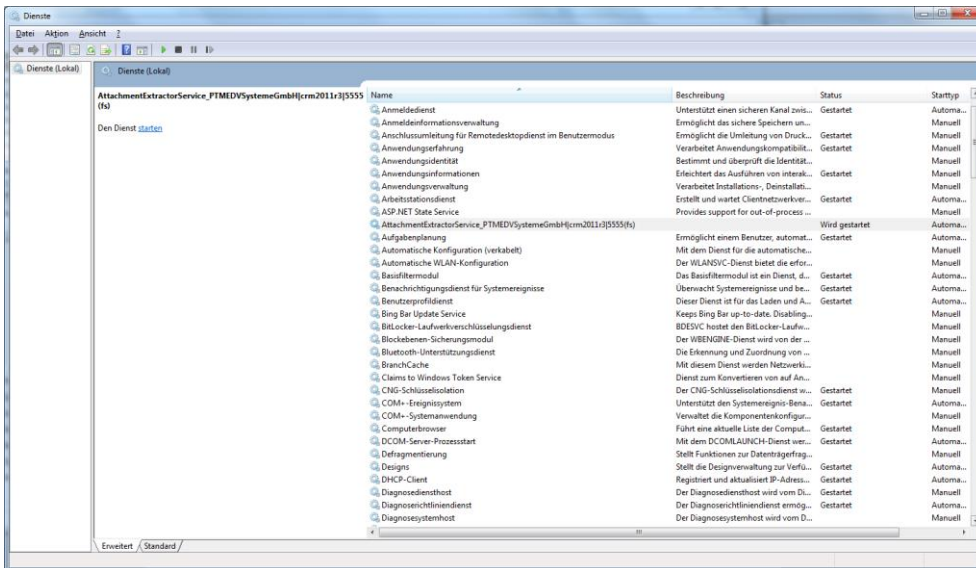 Dienste
Datei Aktion Ansicht ?
Dienste (Lokal)
Dienste (Lokal)
AttachmentExtractorService_PTMEDVSystemeGmbH|crm2011r3|5555
(fs)
Den Dienst starten
Name Beschreibung Status Starttyp
Anmeldedienst Unterstützt einen sicheren Kanal zwis... Gestartet Manuell
Anmeldeinformationsverwaltung Ermöglicht das sichere Speichern un... Manuell
Anschlussumleitung für Remotedesktopdienst im Benutzermodus Ermöglicht die Umleitung von Druck... Gestartet Manuell
Anwendungserfahrung Verarbeitet Anwendungskompatibilit... Gestartet Manuell
Anwendungsidentität Bestimmt und überprüft die Identität... Manuell
Anwendungsinformationen Erleichtert das Ausführen von interak... Gestartet Manuell
Anwendungsverwaltung Verarbeitet Installations-, Deinstallati... Manuell
Arbeitsstationsdienst Erstellt und wartet Clientnetzwerkver... Gestartet Automa...
ASP.NET State Service Provides support for out-of-process ... Manuell
AttachmentExtractorService_PTMEDVSystemeGmbH|crm2011r3|5555(fs) Wird gestartet Automa...
Aufgabenplanung Ermöglicht einem Benutzer, automat... Gestartet Automa...
Automatische Konfiguration (verkabelt) Mit dem Dienst für die automatische... Manuell
Automatische WLAN-Konfiguration Der WLANSVC-Dienst bietet die erfor... Manuell
Basisfiltermodul Das Basisfiltermodul ist ein Dienst, d... Gestartet Automa...
Benachrichtigungsdienst für Systemereignisse Überwacht Systemereignisse und be... Gestartet Automa...
Benutzerprofildienst Dieser Dienst ist für das Laden und A... Gestartet Automa...
Bing Bar Update Service Keeps Bing Bar up-to-date. Disabling... Manuell
BitLocker-Laufwerkverschlüsselungsdienst BDESVC hostet den BitLocker-Laufw... Manuell
Blockebenen-Sicherungsmodul Der WBENGINE-Dienst wird von der ... Manuell
Bluetooth-Unterstützungsdienst Die Erkennung und Zuordnung von ... Manuell
BranchCache Mit diesem Dienst werden Netzwerki... Manuell
Claims to Windows Token Service Dienst zum Konvertieren von auf An... Manuell
CNG-Schlüsselisolation Der CNG-Schlüsselisolationsdienst w... Gestartet Manuell
COM+-Ereignissystem Unterstützt den Systemereignis-Bena... Gestartet Automa...
COM+-Systemanwendung Verwaltet die Komponentenkonfigur... Manuell
Computerbrowser Führt eine aktuelle Liste der Comput... Gestartet Manuell
DCOM-Server-Prozessstart Mit dem DCOMLAUNCH-Dienst wer... Gestartet Automa...
Defragmentierung Stellt Funktionen zur Datenträgerfrag... Manuell
Designs Stellt die Designverwaltung zur Verfü... Gestartet Automa...
DHCP-Client Registriert und aktualisiert IP-Adress... Gestartet Automa...
Diagnosediensthost Der Diagnosediensthost wird vom Di... Gestartet Manuell
Diagnoserichtliniendienst Der Diagnoserichtliniendienst ermög... Gestartet Automa...
Diagnosesystemhost Der Diagnosesystemhost wird vom D... Manuell
Erweitert Standard